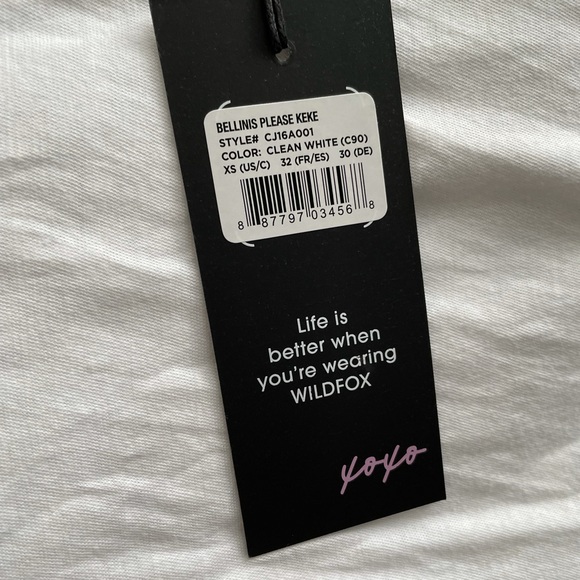 BELLINIS PLEASE KEKE
STYLE# CJ16A001
COLOR: CLEAN WHITE (C90)
XS (US/C) 32 (FR/ES) 30 (DE)
8 87797 03456 8
Life is
better when
you're wearing
WILDFOX
xoxo